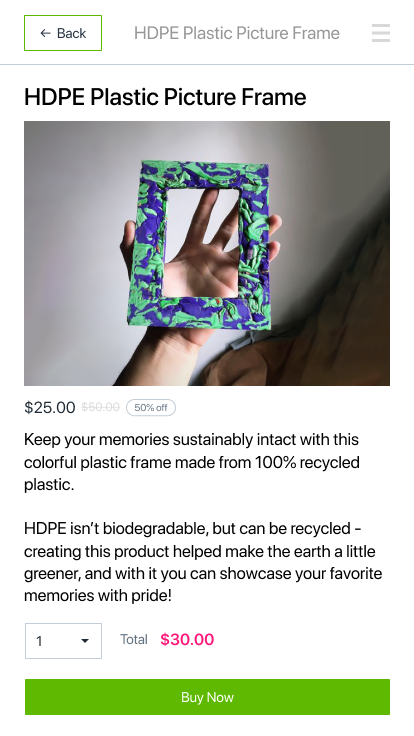 ← Back
HDPE Plastic Picture Frame
HDPE Plastic Picture Frame
$25.00 $50.00 50% off
Keep your memories sustainably intact with this
colorful plastic frame made from 100% recycled
plastic.
HDPE isn’t biodegradable, but can be recycled -
creating this product helped make the earth a little
greener, and with it you can showcase your favorite
memories with pride!
1 Total $30.00
Buy Now